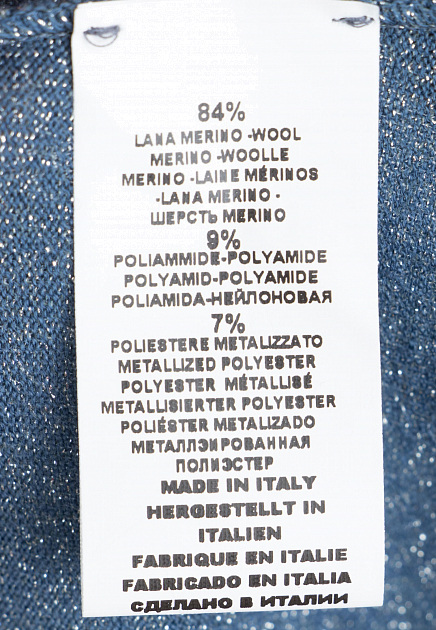 84%
LANA MERINO -WOOL
MERINO -WOOLLE
MERINO -LAINE MÉRINOS
-LANA MERINO -
ШЕРСТЬ MERINO
9%
POLIAMMIDE-POLYAMIDE
POLYAMID-POLYAMIDE
POLIAMIDA-НЕЙЛОНОВАЯ
7%
POLIESTERE METALIZZATO
METALLIZED POLYESTER
POLYESTER MÉTALLISÉ
METALLISIERTER POLYESTER
POLIÉSTER METALIZADO
МЕТАЛЛЭИРОВАННАЯ
ПОЛИЭСТЕР
MADE IN ITALY
HERGESTELLT IN
ITALIEN
FABRIQUE EN ITALIE
FABRICADO EN ITALIA
СДЕЛАНО В ИТАЛИИ